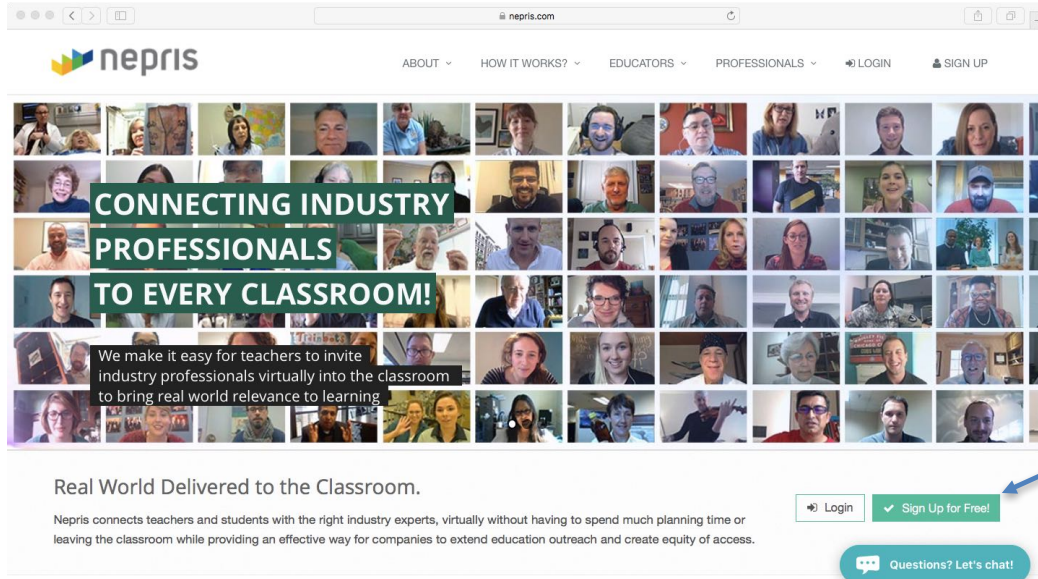 nepris.com
nepris
ABOUT HOW IT WORKS? EDUCATORS PROFESSIONALS LOGIN SIGN UP
CONNECTING INDUSTRY
PROFESSIONALS
TO EVERY CLASSROOM!
We make it easy for teachers to invite
industry professionals virtually into the classroom
to bring real world relevance to learning
Real World Delivered to the Classroom.
Nepris connects teachers and students with the right industry experts, virtually without having to spend much planning time or
leaving the classroom while providing an effective way for companies to extend education outreach and create equity of access.
Login
Sign Up for Free!
Questions? Let's chat!